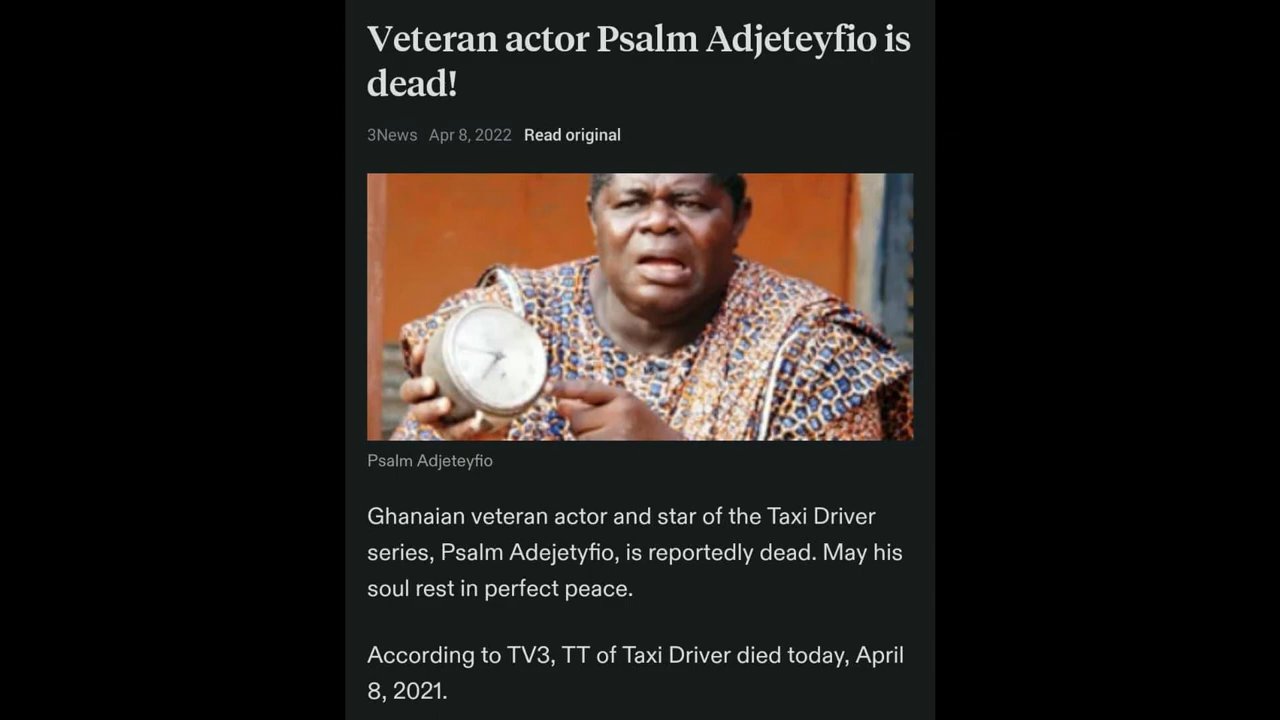 Veteran actor Psalm Adjeteyfio is
dead!
3News Apr 8, 2022 Read original
Psalm Adjeteyfio
Ghanaian veteran actor and star of the Taxi Driver
series, Psalm Adejetyfio, is reportedly dead. May his
soul rest in perfect peace.
According to TV3, TT of Taxi Driver died today, April
8, 2021.